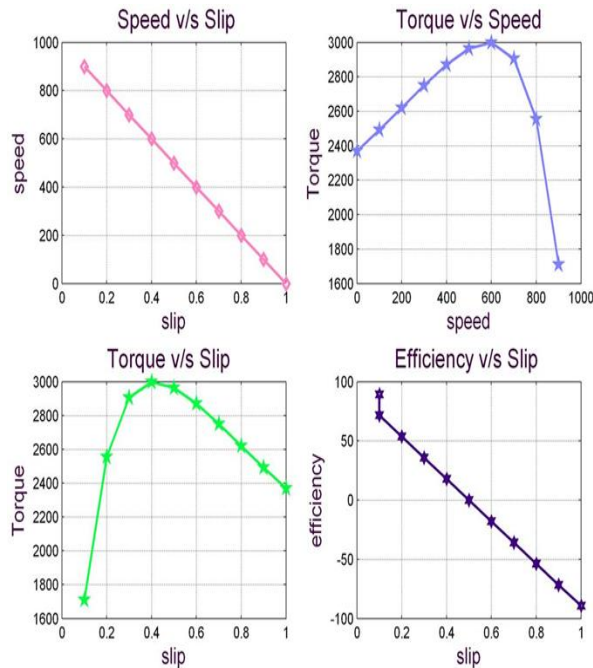 Speed v/s Slip
1000
800
600
400
200
0
speed
0 0.2 0.4 0.6 0.8 1
slip
Torque v/s Speed
3000
2800
2600
2400
2200
2000
1800
1600
Torque
0 200 400 600 800 1000
speed
Torque v/s Slip
3000
2800
2600
2400
2200
2000
1800
1600
Torque
0 0.2 0.4 0.6 0.8 1
slip
Efficiency v/s Slip
100
50
0
-50
-100
efficiency
0 0.2 0.4 0.6 0.8 1
slip